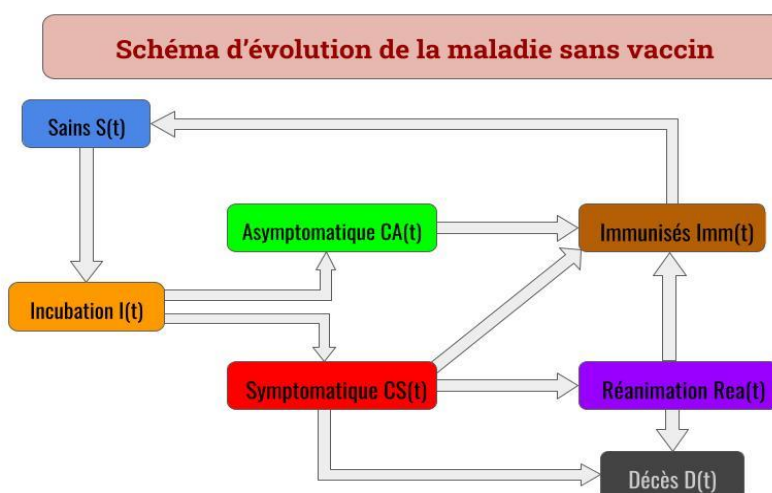 Schéma d'évolution de la maladie sans vaccin
Sains S(t)
Asymptomatique CA(t)
Immunisés Imm(t)
Incubation I(t)
Symptomatique CS(t)
Réanimation Rea(t)
Décès D(t)